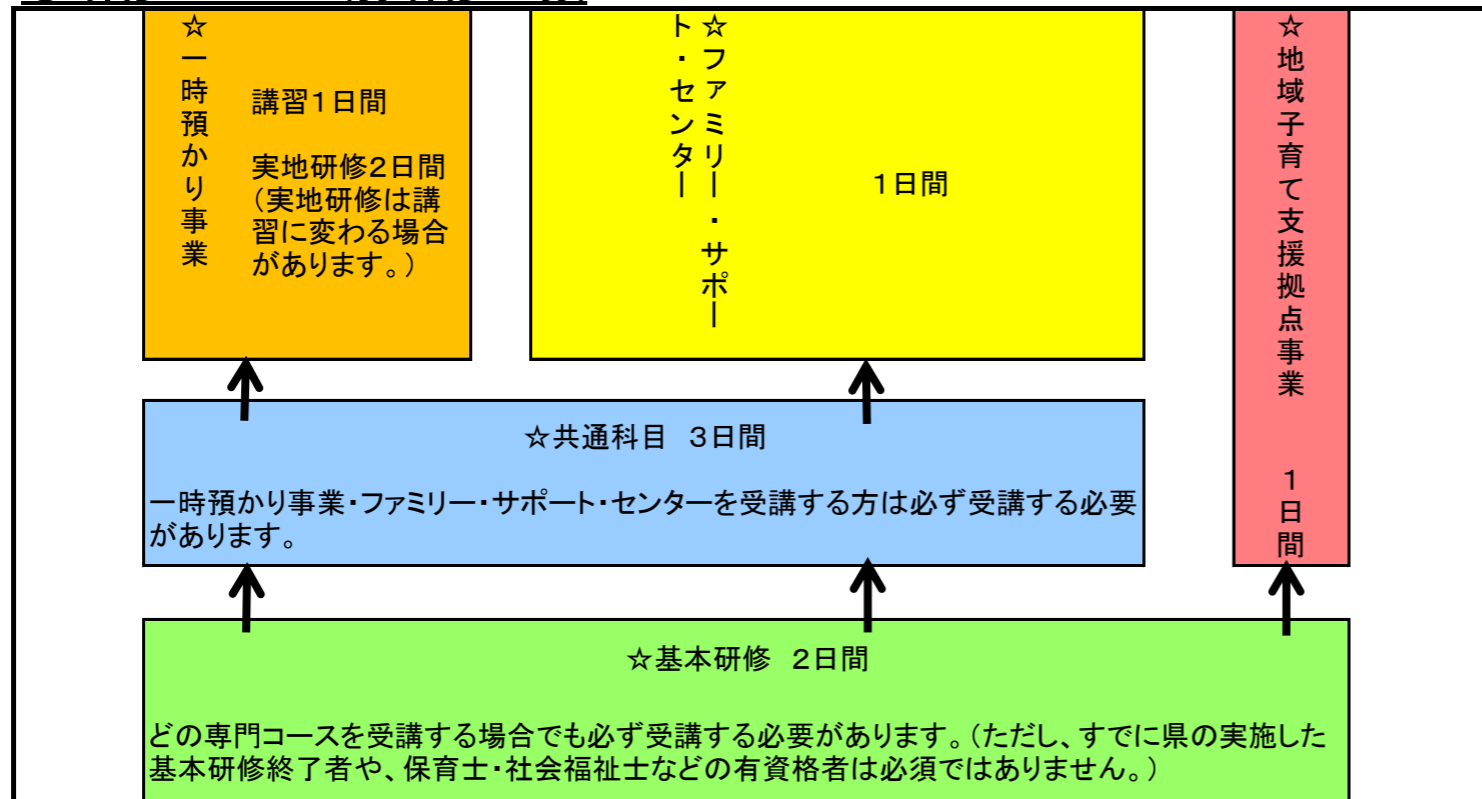 ☆一時預かり事業
講習1日間
実地研修2日間
(実地研修は講
習に変わる場合
があります。)
☆ファミリー・サポー
ト・センター
1日間
☆地域子育て支援拠点事業　1日間
☆共通科目　3日間
一時預かり事業・ファミリー・サポート・センターを受講する方は必ず受講する必要
があります。
☆基本研修　2日間
どの専門コースを受講する場合でも必ず受講する必要があります。(ただし、すでに県の実施した
基本研修終了者や、保育士・社会福祉士などの有資格者は必須ではありません。)